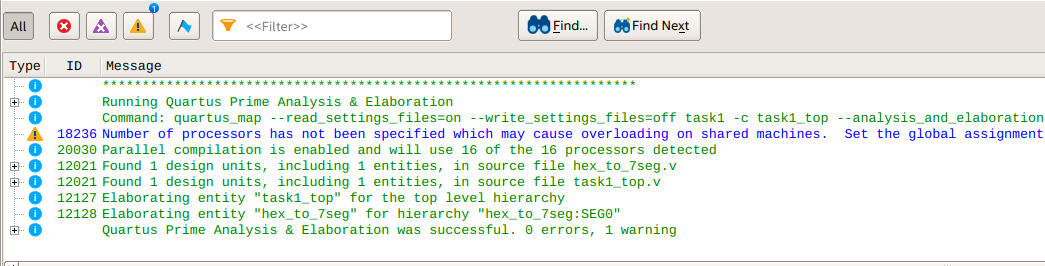 All
1
<<Filter>>
Find...
Find Next
Type ID Message
********************************************************************
Running Quartus Prime Analysis & Elaboration
Command: quartus_map --read_settings_files=on --write_settings_files=off task1 -c task1_top --analysis_and_elaboration
18236 Number of processors has not been specified which may cause overloading on shared machines.  Set the global assignment
20030 Parallel compilation is enabled and will use 16 of the 16 processors detected
12021 Found 1 design units, including 1 entities, in source file hex_to_7seg.v
12021 Found 1 design units, including 1 entities, in source file task1_top.v
12127 Elaborating entity "task1_top" for the top level hierarchy
12128 Elaborating entity "hex_to_7seg" for hierarchy "hex_to_7seg:SEG0"
Quartus Prime Analysis & Elaboration was successful. 0 errors, 1 warning